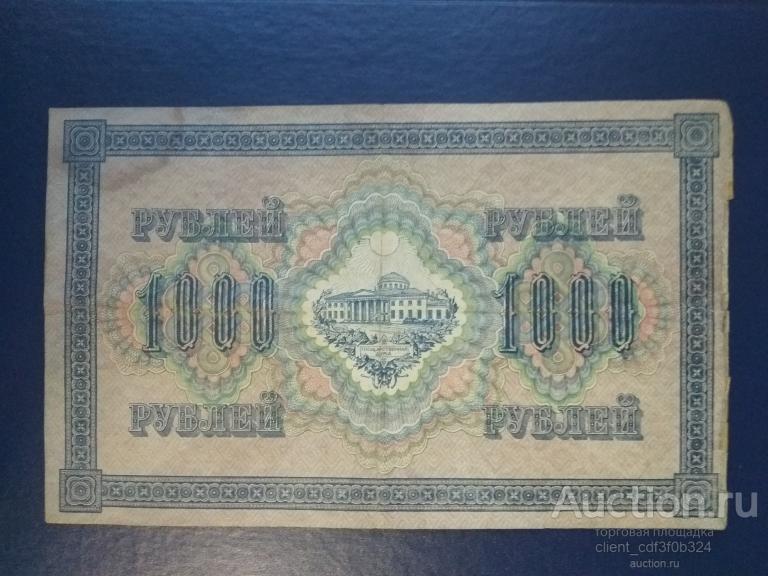 РУБЛЕЙ РУБЛЕЙ
1000 1000
РУБЛЕЙ РУБЛЕЙ
Auction.ru
торговая площадка
client_cdf3f0b324
auction.ru